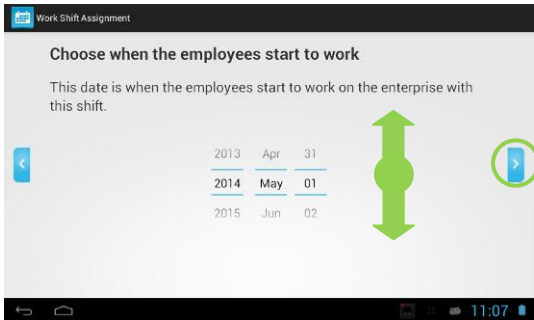 Work Shift Assignment
Choose when the employees start to work
This date is when the employees start to work on the enterprise with
this shift.
2013 Apr 31
2014 May 01
2015 Jun 02
11:07